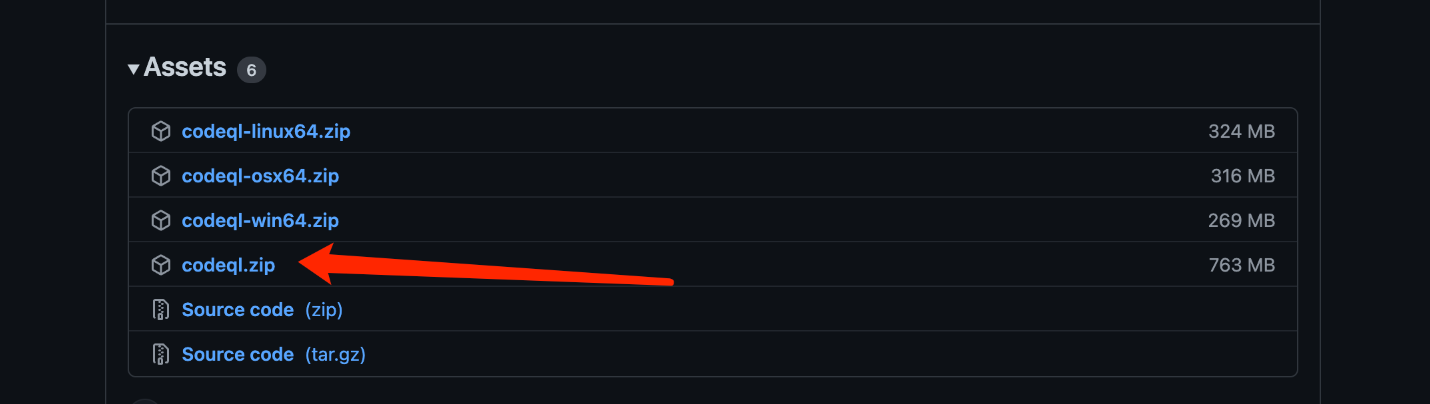 Assets 6
codeql-linux64.zip 324 MB
codeql-osx64.zip 316 MB
codeql-win64.zip 269 MB
codeql.zip 763 MB
Source code (zip)
Source code (tar.gz)